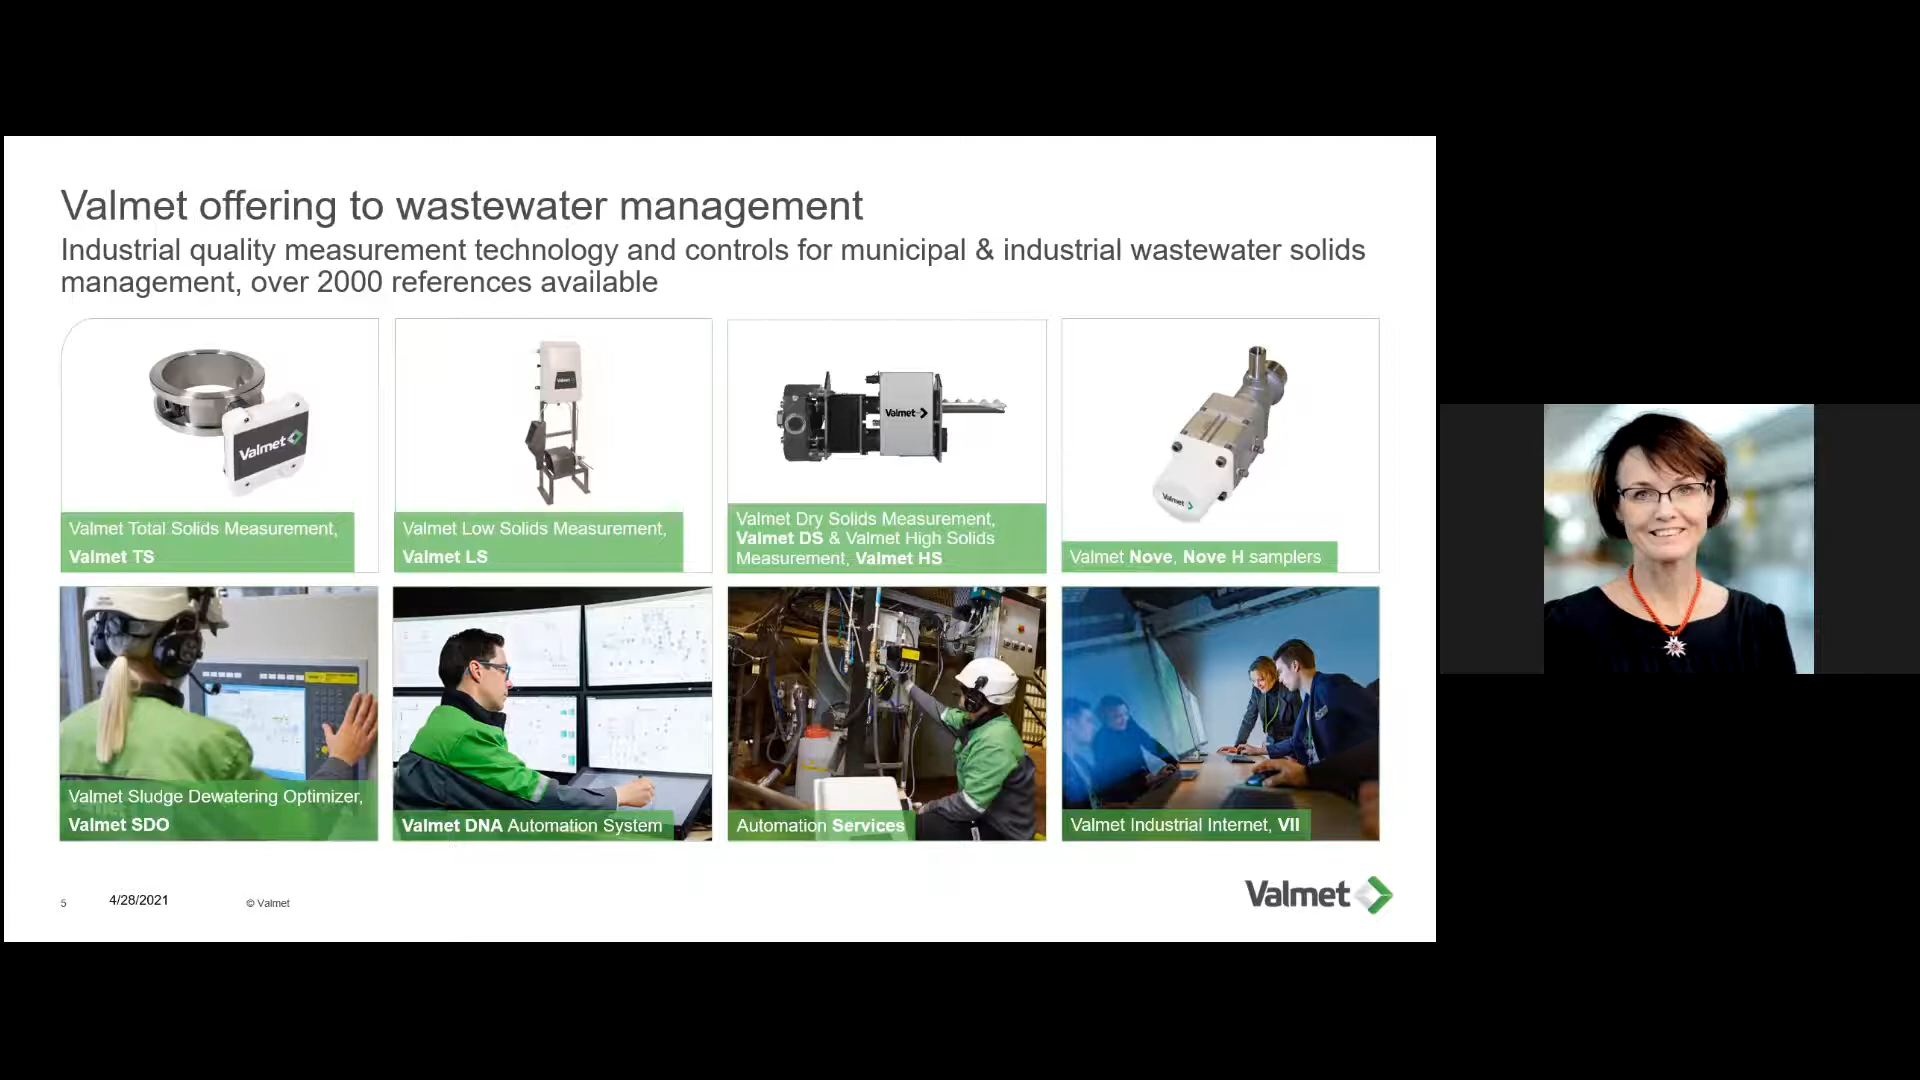 Valmet offering to wastewater management
Industrial quality measurement technology and controls for municipal & industrial wastewater solids
management, over 2000 references available
Valmet
Valmet Total Solids Measurement,
Valmet TS
Valmet
Valmet Low Solids Measurement,
Valmet LS
Valmet
Valmet Dry Solids Measurement,
Valmet DS & Valmet High Solids
Measurement, Valmet HS
Valmet
Valmet Nove, Nove H samplers
Valmet Sludge Dewatering Optimizer,
Valmet SDO
Valmet DNA Automation System
Automation Services
Valmet Industrial Internet, VII
5
4/28/2021
© Valmet
Valmet